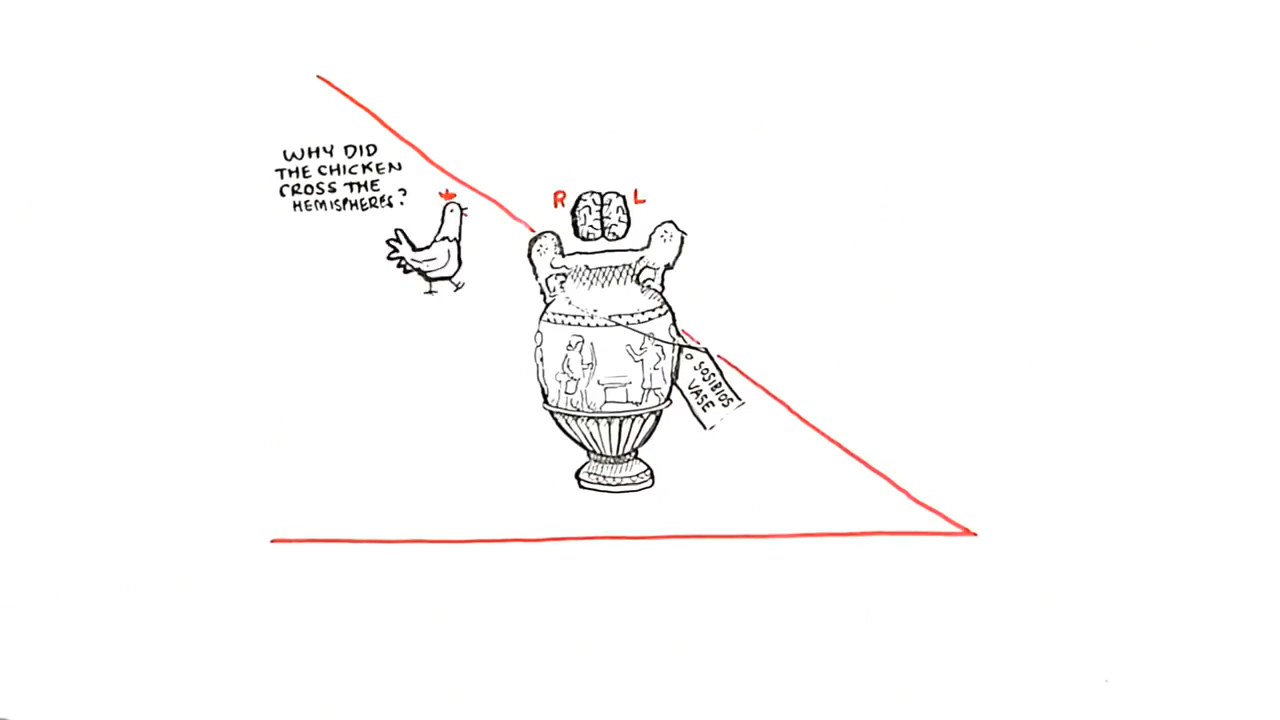 WHY DID
THE CHICKEN
CROSS THE
HEMISPHERES?
R
L
SOSIBIOS
VASE